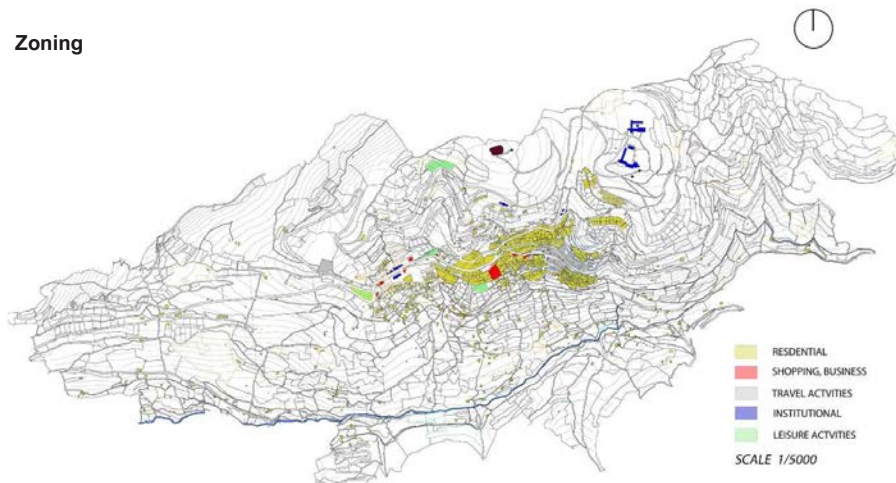 Zoning
RESDENTIAL
SHOPPING, BUSINESS
TRAVEL ACTVITIES
INSTITUTIONAL
LEISURE ACTVITIES
SCALE 1/5000